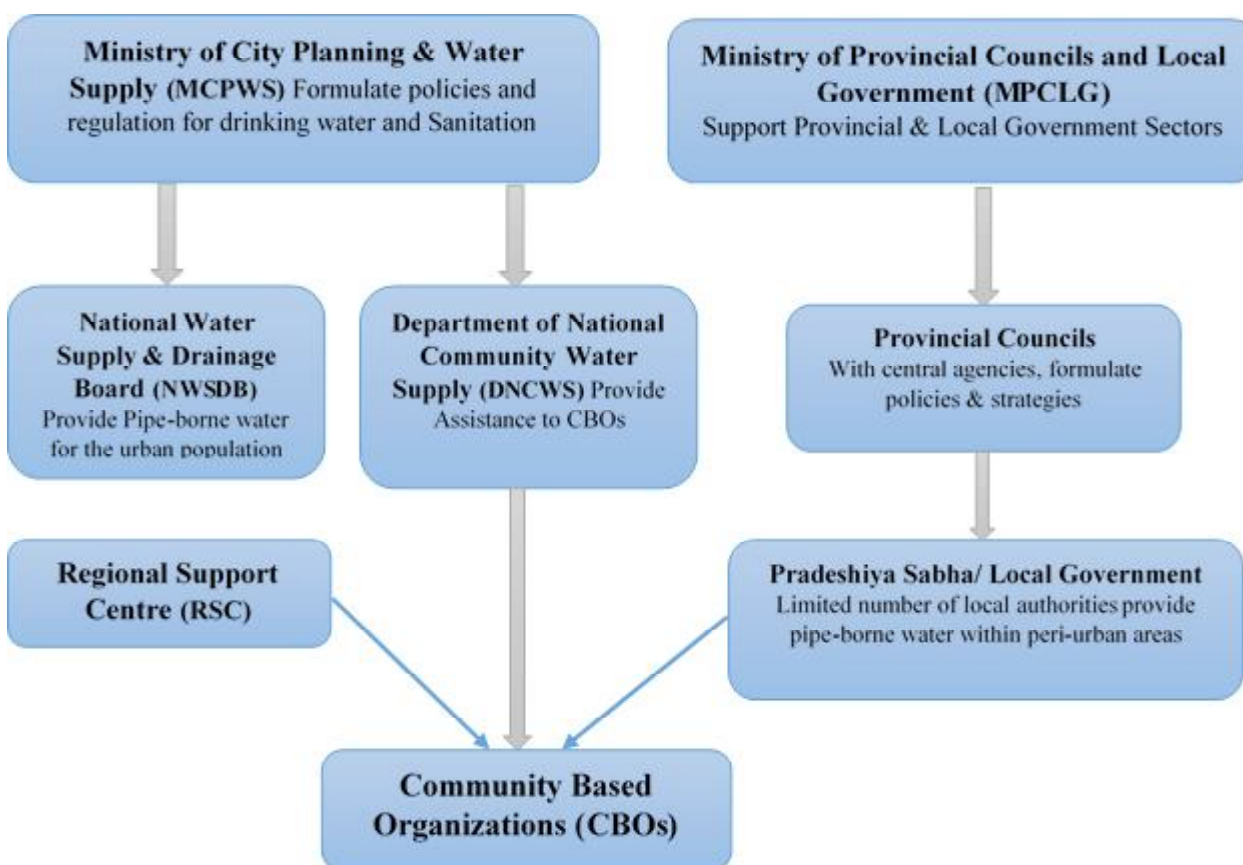 Ministry of City Planning & Water
Supply (MCPWS) Formulate policies and
regulation for drinking water and Sanitation
Ministry of Provincial Councils and Local
Government (MPCLG)
Support Provincial & Local Government Sectors
National Water
Supply & Drainage
Board (NWSDB)
Provide Pipe-borne water
for the urban population
Department of National
Community Water
Supply (DNCWS) Provide
Assistance to CBOs
Provincial Councils
With central agencies, formulate
policies & strategies
Regional Support
Centre (RSC)
Pradeshiya Sabha/ Local Government
Limited number of local authorities provide
pipe-borne water within peri-urban areas
Community Based
Organizations (CBOs)